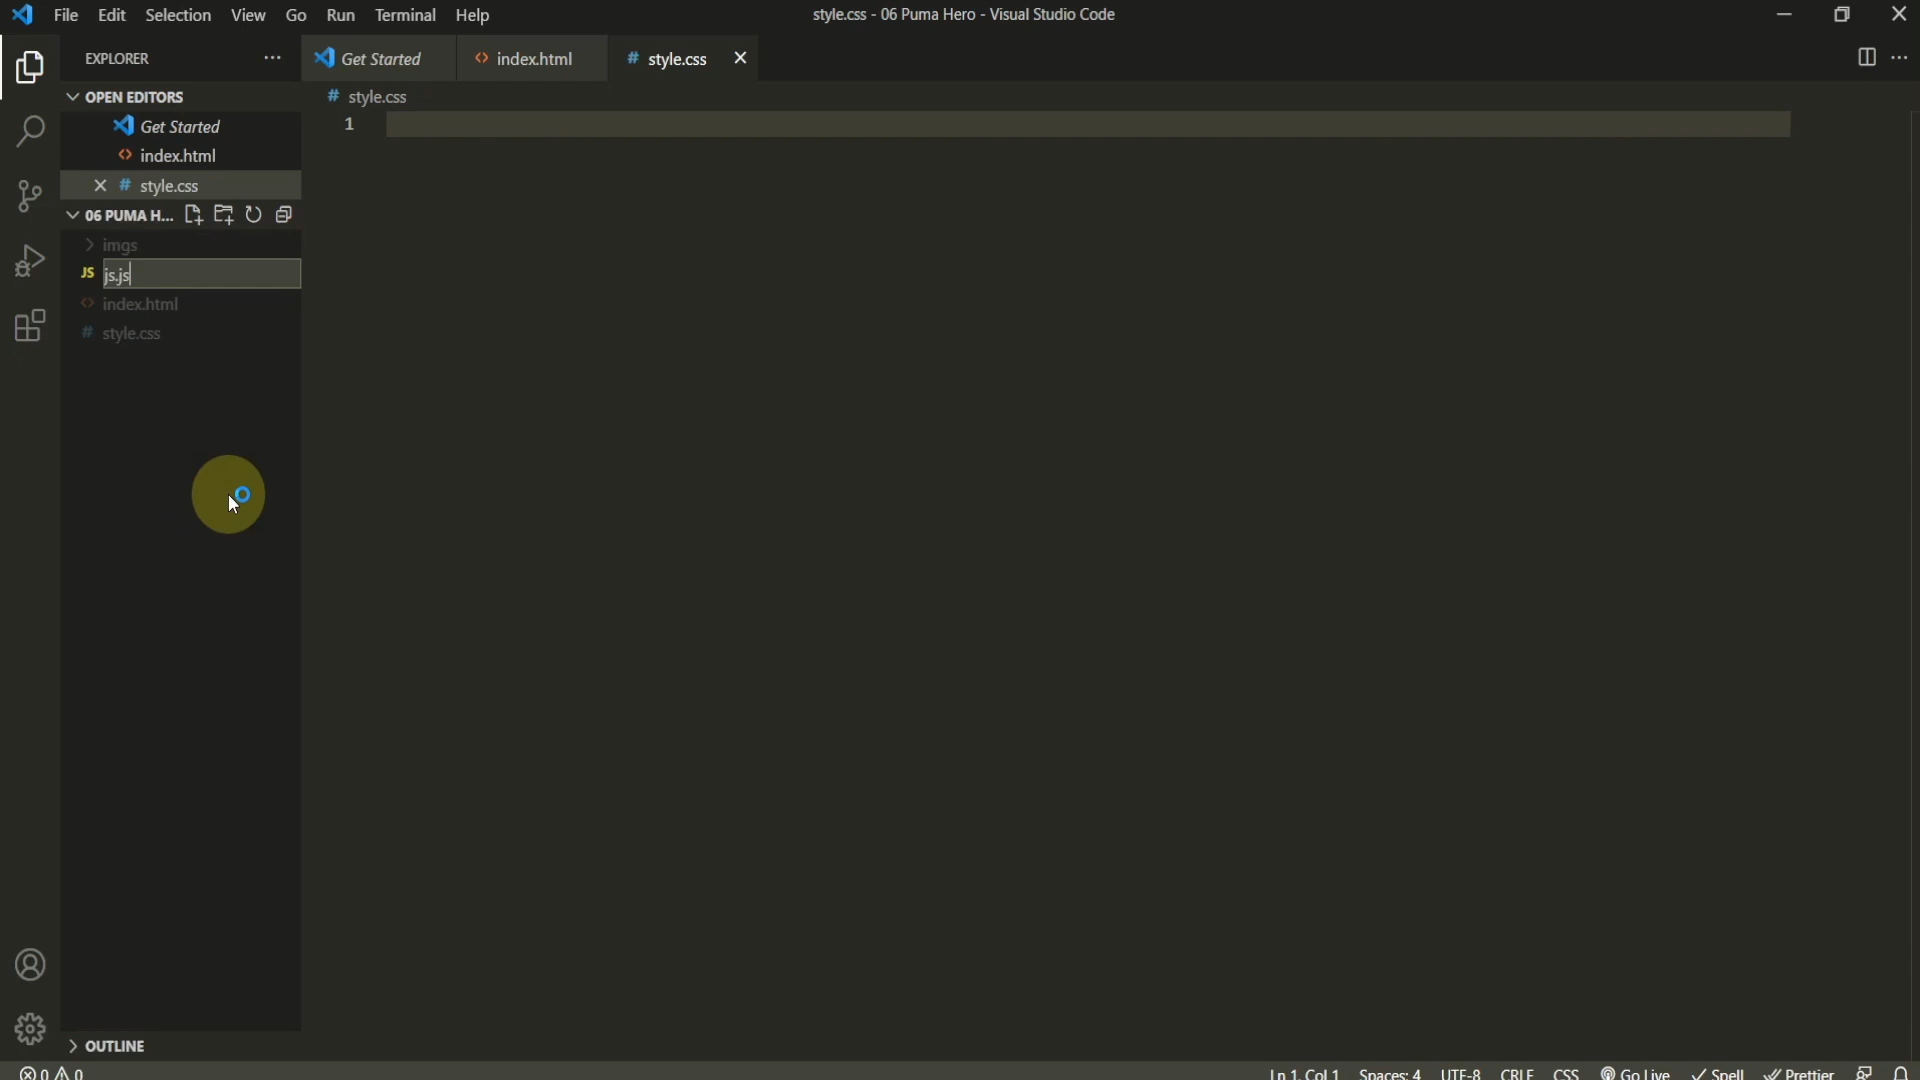 File Edit Selection View Go Run Terminal Help
style.css - 06 Puma Hero - Visual Studio Code
EXPLORER
Get Started
index.html
# style.css
OPEN EDITORS
# style.css
Get Started
1
index.html
# style.css
06 PUMA H...
imgs
JS js.js
index.html
# style.css
OUTLINE
0 0
Ln 1, Col 1 Spaces: 4 UTF-8 CRLF CSS Go Live Spell Prettier